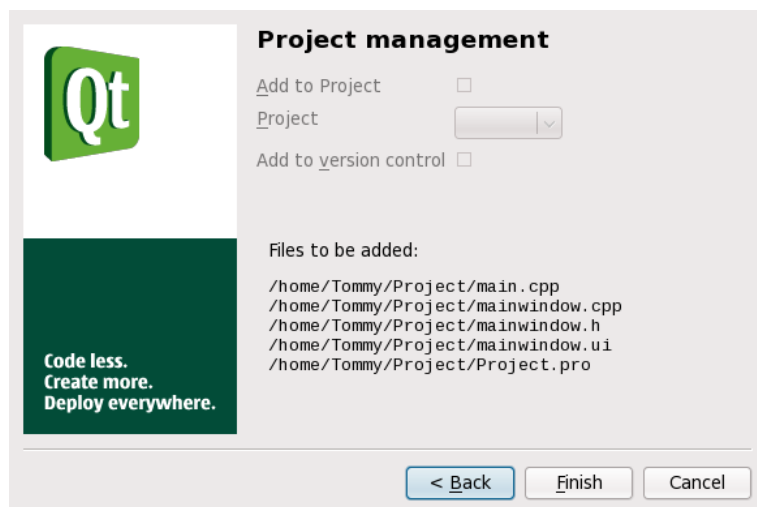 Qt
Project management
Add to Project
Project
Add to version control
Files to be added:
/home/Tommy/Project/main.cpp
/home/Tommy/Project/mainwindow.cpp
/home/Tommy/Project/mainwindow.h
/home/Tommy/Project/mainwindow.ui
/home/Tommy/Project/Project.pro
Code less.
Create more.
Deploy everywhere.
< Back Finish Cancel